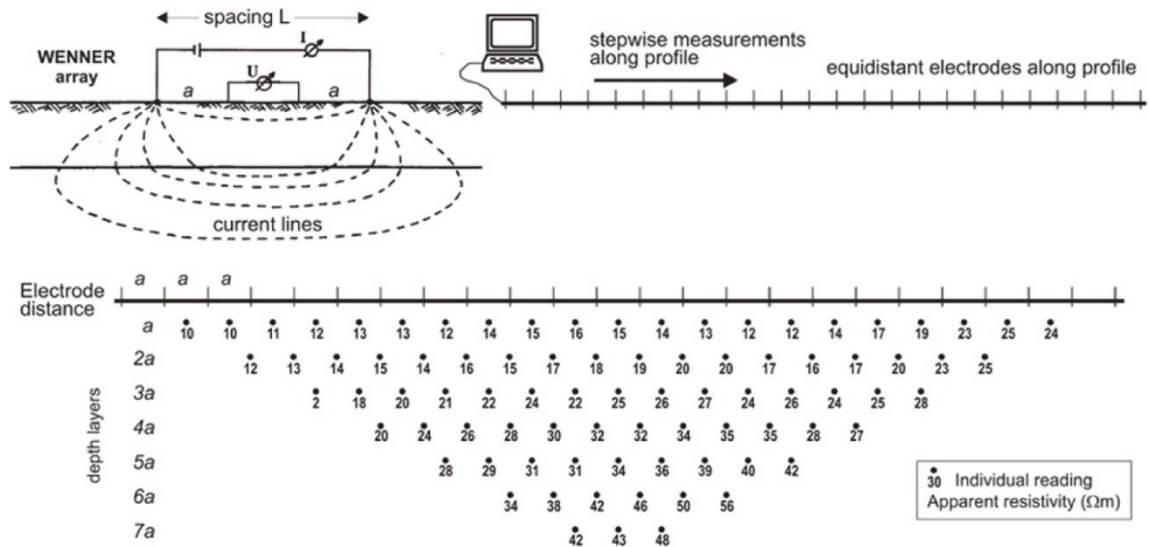 spacing L
WENNER
array
I
U
a
a
current lines
stepwise measurements
along profile
equidistant electrodes along profile
Electrode
distance
a a a
depth layers
a
10 10 11 12 13 13 12 14 15 16 15 14 13 12 12 14 17 19 23 25 24
2a
12 13 14 15 14 16 15 17 18 19 20 20 17 16 17 20 23 25
3a
2 18 20 21 22 24 22 25 26 27 24 26 24 25 28
4a
20 24 26 28 30 32 32 34 35 35 28 27
5a
28 29 31 31 34 36 39 40 42
6a
34 38 42 46 50 56
7a
42 43 48
30 Individual reading
Apparent resistivity (Ωm)